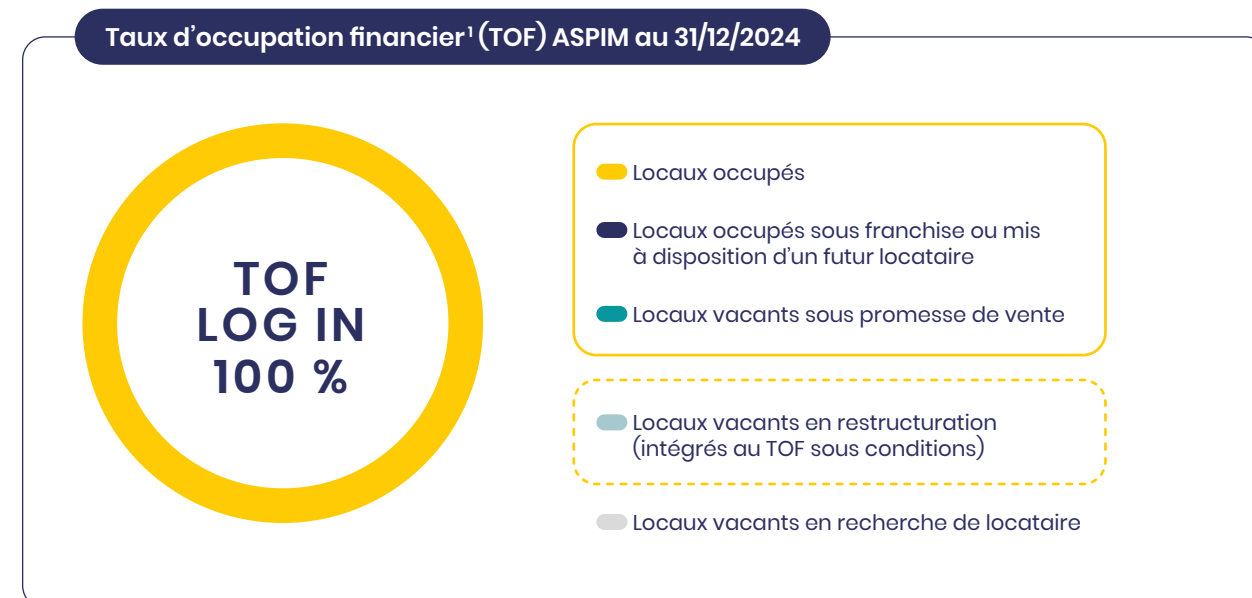 Taux d’occupation financier¹ (TOF) ASPIM au 31/12/2024
TOF
LOG IN
100 %
Locaux occupés
Locaux occupés sous franchise ou mis
à disposition d’un futur locataire
Locaux vacants sous promesse de vente
Locaux vacants en restructuration
(intégrés au TOF sous conditions)
Locaux vacants en recherche de locataire